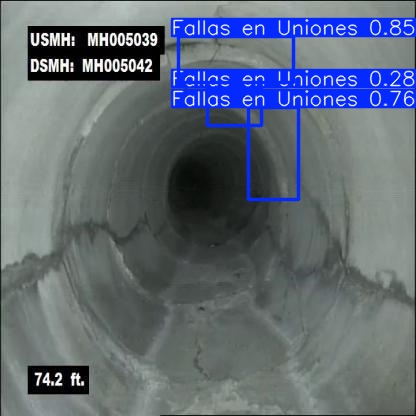 Fallas en Uniones 0.85
USMH: MH005039
DSMH: MH005042
Fallas en Uniones 0.28
Fallas en Uniones 0.76
74.2 ft.